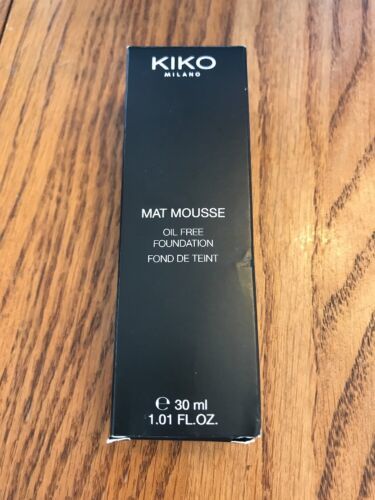 KIKO
MILANO
MAT MOUSSE
OIL FREE
FOUNDATION
FOND DE TEINT
℮ 30 ml
1.01 FL.OZ.